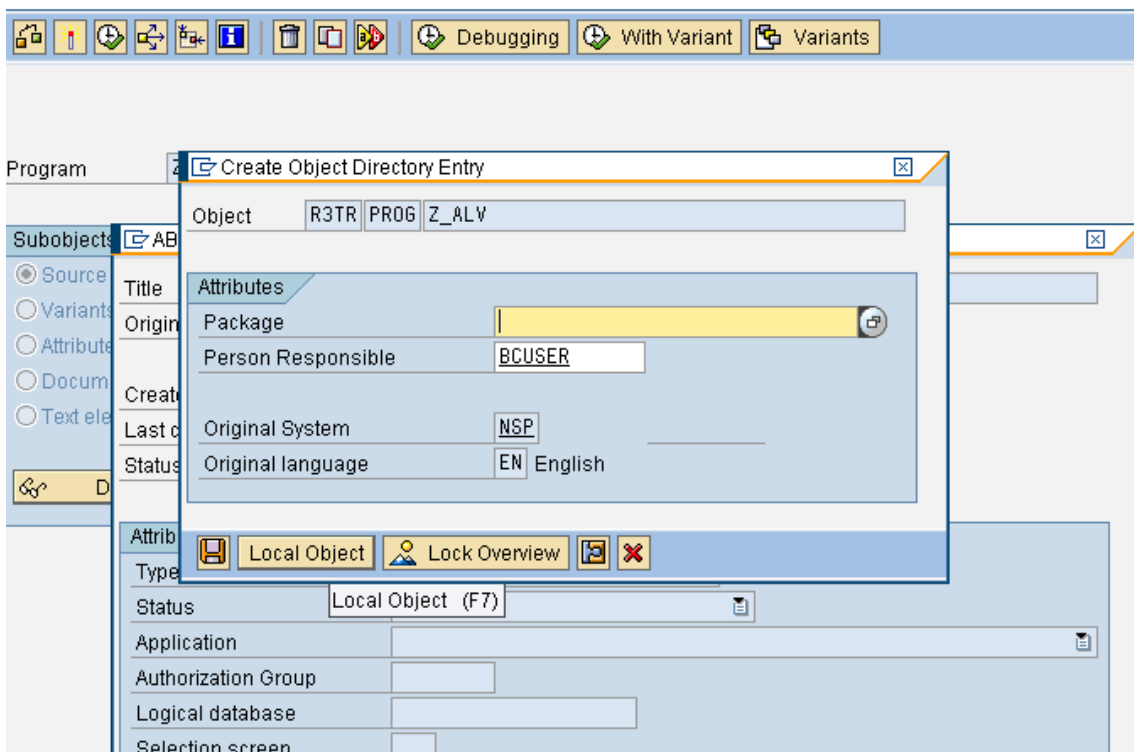 Debugging With Variant Variants
Program Z
Create Object Directory Entry
Object R3TR PROG Z_ALV
Subobjects AB
Source
Title
Attributes
Variants
Origin
Package
Attribute
Person Responsible BCUSER
Docum
Create
Text ele
Last c
Original System NSP
Status
Original language EN English
D
Attrib
Local Object Lock Overview
Type
Local Object (F7)
Status
Application
Authorization Group
Logical database
Selection screen